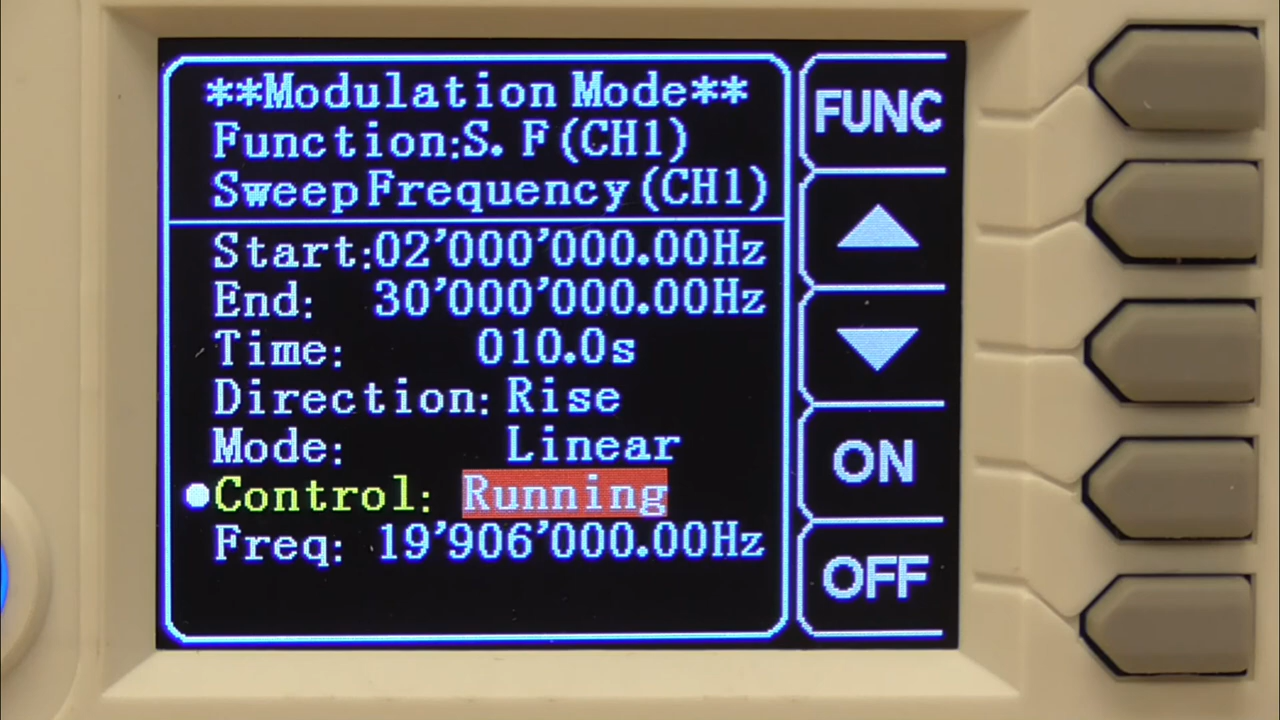 **Modulation Mode**
Function:S. F(CH1)
Sweep Frequency(CH1)
Start:02'000'000.00Hz
End: 30'000'000.00Hz
Time: 010.0s
Direction: Rise
Mode: Linear
Control: Running
Freq: 19'906'000.00Hz
FUNC
ON
OFF